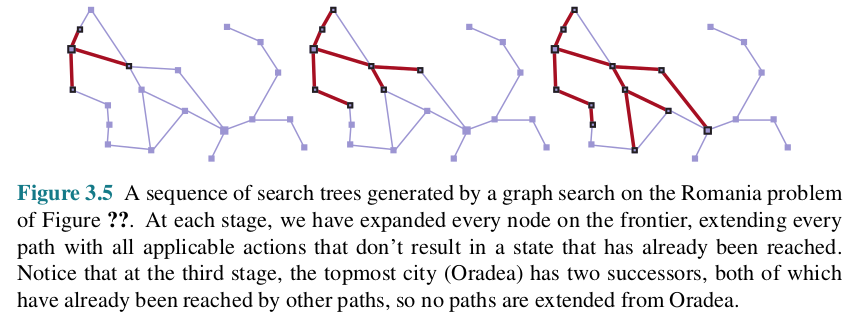 Figure 3.5 A sequence of search trees generated by a graph search on the Romania problem
of Figure ??. At each stage, we have expanded every node on the frontier, extending every
path with all applicable actions that don’t result in a state that has already been reached.
Notice that at the third stage, the topmost city (Oradea) has two successors, both of which
have already been reached by other paths, so no paths are extended from Oradea.